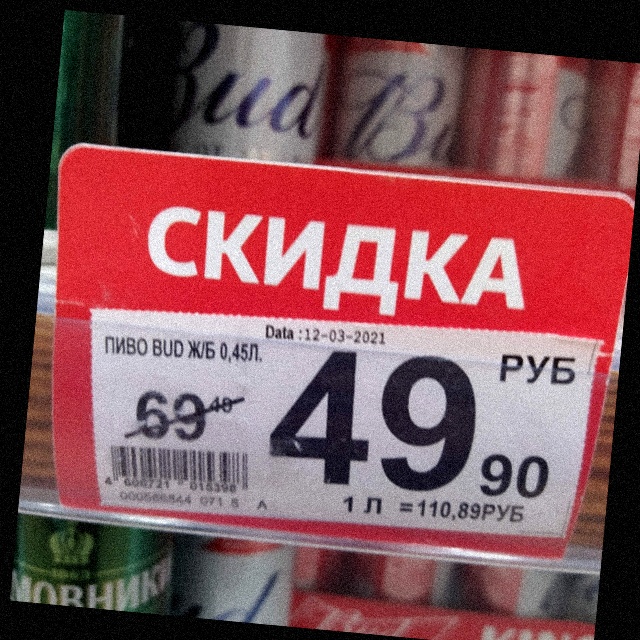 Bud
Bu
СКИДКА
Data :12-03-2021
ПИВО BUD Ж/Б 0,45Л.
РУБ
69 40
49 90
1 Л =110,89РУБ